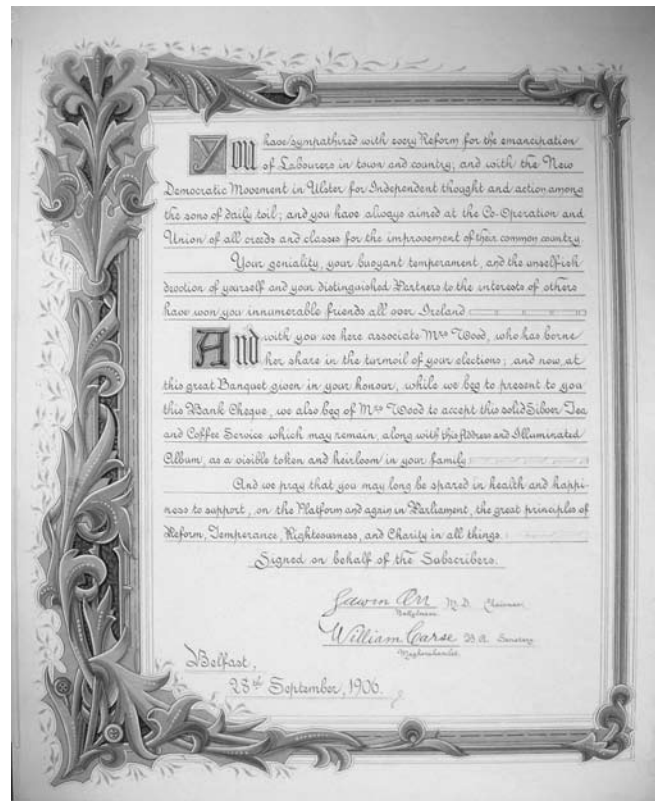 You have sympathized with every Reform for the emancipation
of Labourers in town and country; and with the New
Democratic Movement in Ulster for Independent thought and action among
the sons of daily toil; and you have always aimed at the Co-Operation and
Union of all creeds and classes for the improvement of their common country.
Your geniality, your buoyant temperament, and the unselfish
devotion of yourself and your distinguished Partners to the interests of others
have won you innumerable friends all over Ireland
And with you we here associate Mrs Wood, who has borne
her share in the turmoil of your elections; and now, at
this great Banquet given in your honour, while we beg to present to you
this Bank Cheque, we also beg of Mrs Wood to accept this solid Silver Tea
and Coffee Service which may remain, along with this Address and Illuminated
Album, as a visible token and heirloom in your family
And we pray that you may long be spared in health and happi-
ness to support, on the Platform and again in Parliament, the great principles of
Reform, Temperance, Righteousness, and Charity in all things.
Signed on behalf of the Subscribers.
Edwin Orr M.D. Chairman
William Carse B.A. Secretary
Magherahamlet.
Belfast,
28th September, 1906.